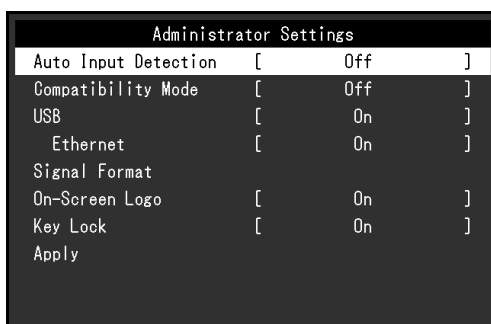 Administrator Settings
Auto Input Detection [ Off ]
Compatibility Mode [ Off ]
USB [ On ]
Ethernet [ On ]
Signal Format
On-Screen Logo [ On ]
Key Lock [ On ]
Apply